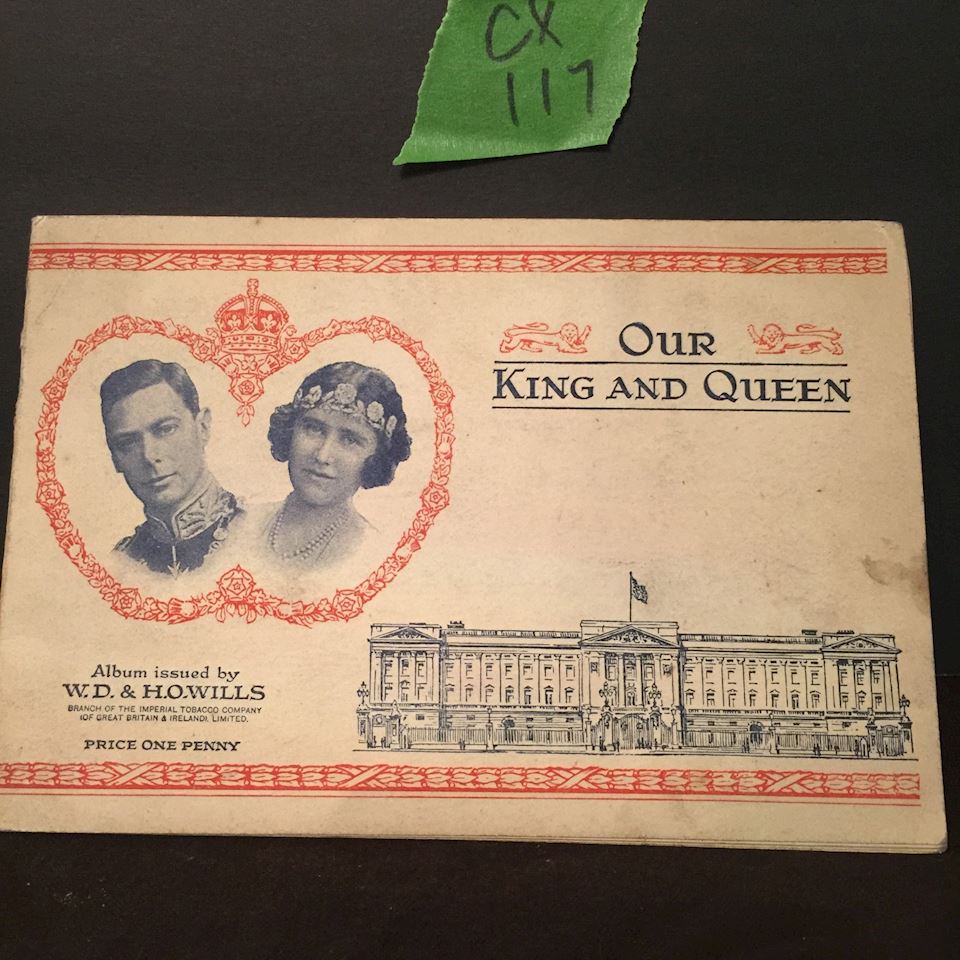 CX
117
OUR
KING AND QUEEN
Album issued by
W.D. & H.O.WILLS
BRANCH OF THE IMPERIAL TOBACCO COMPANY
(OF GREAT BRITAIN & IRELAND), LIMITED.
PRICE ONE PENNY